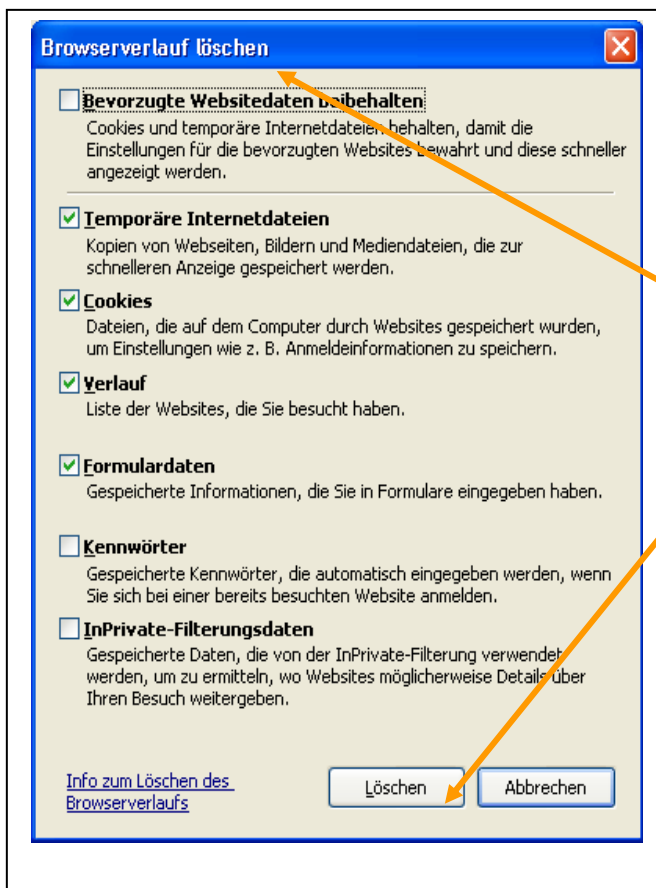 Browserverlauf löschen
Bevorzugte Websitedaten beibehalten
Cookies und temporäre Internetdateien behalten, damit die
Einstellungen für die bevorzugten Websites bewahrt und diese schneller
angezeigt werden.
Temporäre Internetdateien
Kopien von Webseiten, Bildern und Mediendateien, die zur
schnelleren Anzeige gespeichert werden.
Cookies
Dateien, die auf dem Computer durch Websites gespeichert wurden,
um Einstellungen wie z. B. Anmeldeinformationen zu speichern.
Verlauf
Liste der Websites, die Sie besucht haben.
Formulardaten
Gespeicherte Informationen, die Sie in Formulare eingegeben haben.
Kennwörter
Gespeicherte Kennwörter, die automatisch eingegeben werden, wenn
Sie sich bei einer bereits besuchten Website anmelden.
InPrivate-Filterungsdaten
Gespeicherte Daten, die von der InPrivate-Filterung verwendet
werden, um zu ermitteln, wo Websites möglicherweise Details über
Ihren Besuch weitergeben.
Info zum Löschen des
Browserverlaufs
Löschen
Abbrechen